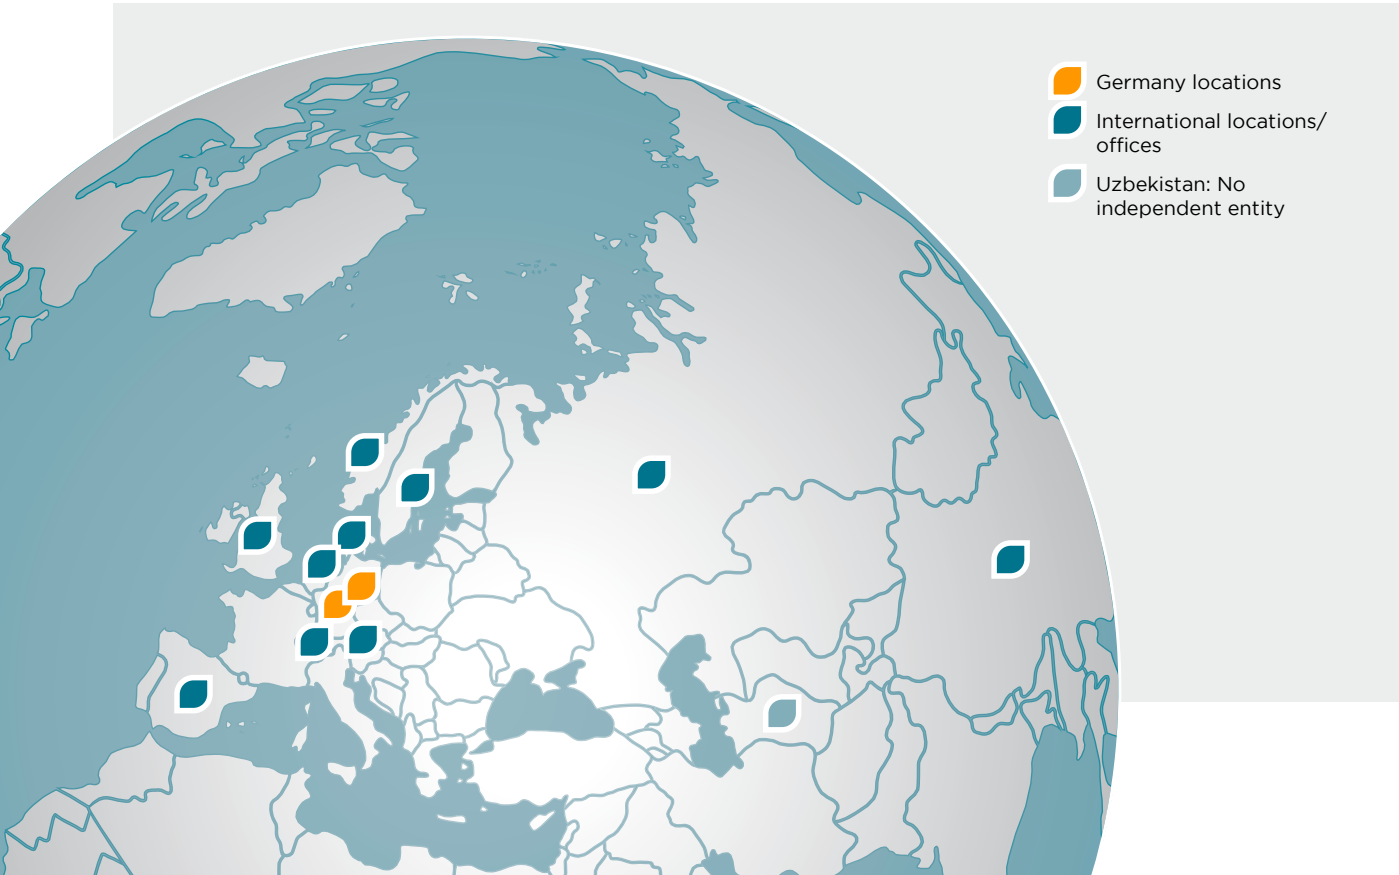 Germany locations
International locations/
offices
Uzbekistan: No
independent entity